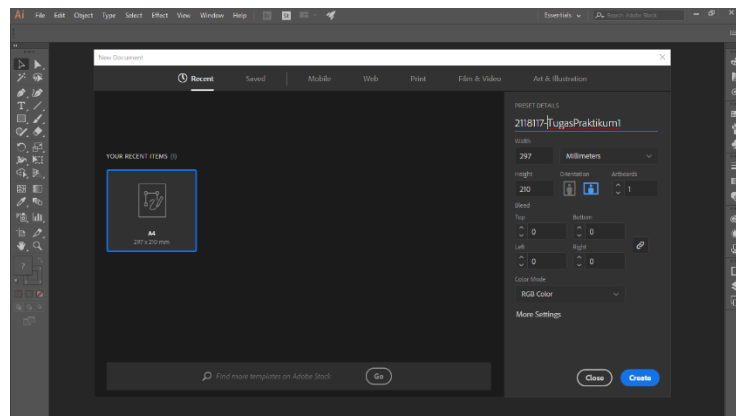 Ai File Edit Object Type Select Effect View Window Help
Essentials
Search Adobe Stock
New Document
Recent Saved Mobile Web Print Film & Video Art & Illustration
PRESET DETAILS
2118117-TugasPraktikum1
Width
297 Millimeters
Height Orientation Artboards
210 1
Bleed
Top Bottom
0 0
Left Right
0 0
Color Mode
RGB Color
More Settings
YOUR RECENT ITEMS (1)
A4
297 x 210 mm
Find more templates on Adobe Stock Go
Close Create